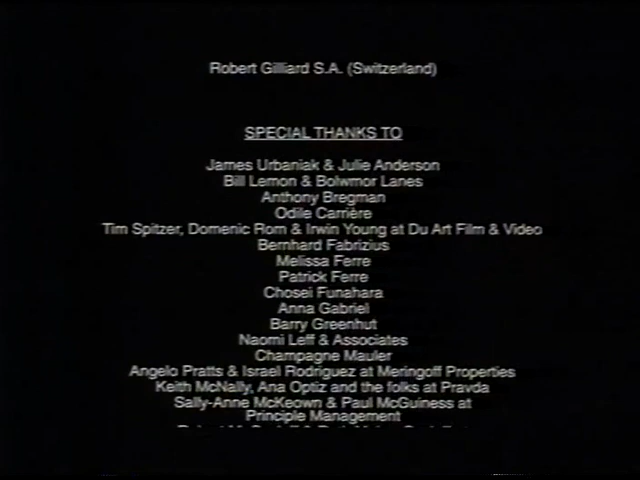 Robert Gilliard S.A. (Switzerland)
SPECIAL THANKS TO
James Urbaniak & Julie Anderson
Bill Lemon & Bolwmor Lanes
Anthony Bregman
Odile Carrière
Tim Spitzer, Domenic Rom & Irwin Young at Du Art Film & Video
Bernhard Fabrizius
Melissa Ferre
Patrick Ferre
Chosei Funahara
Anna Gabriel
Barry Greenhut
Naomi Leff & Associates
Champagne Mauler
Angelo Pratts & Israel Rodriguez at Meringoff Properties
Keith McNally, Ana Optiz and the folks at Pravda
Sally-Anne McKeown & Paul McGuiness at
Principle Management